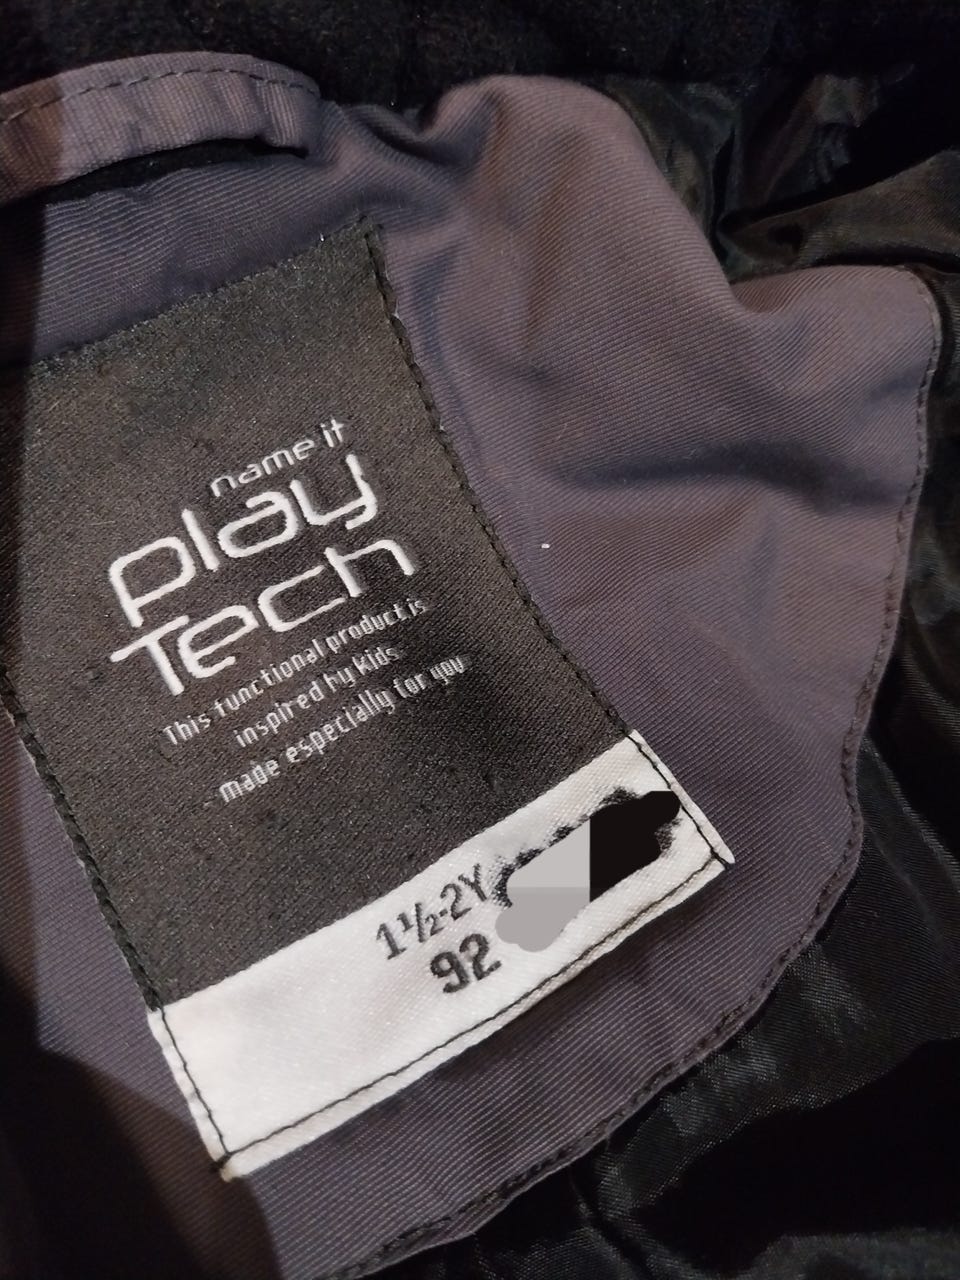 name it
play
Tech
This functional product is
inspired by kids
made especially for you
1½-2Y
92